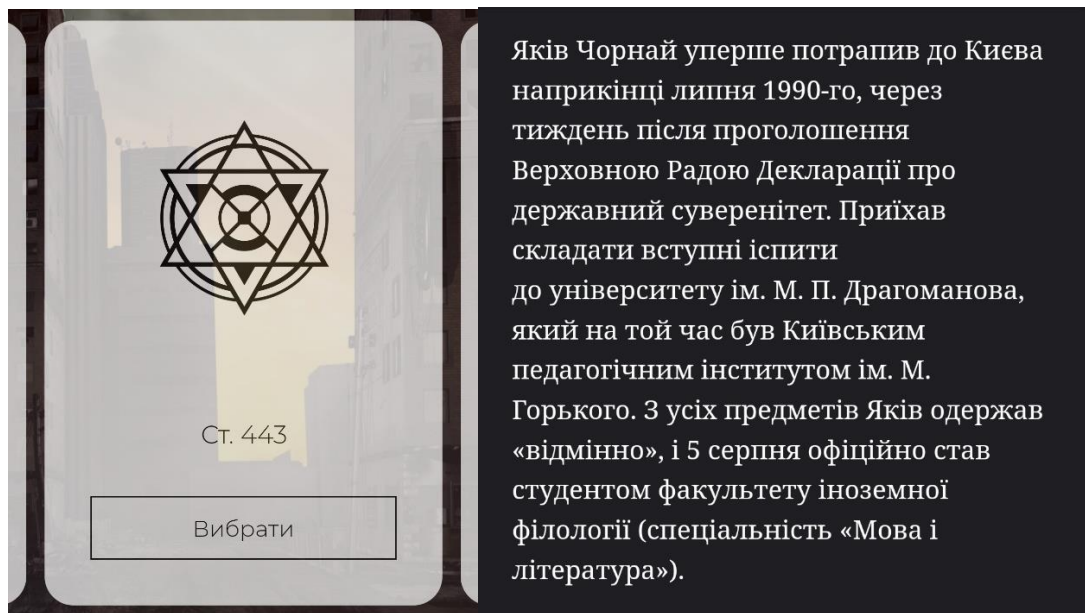 Ст. 443
Вибрати
Яків Чорнай уперше потрапив до Києва
наприкінці липня 1990-го, через
тиждень після проголошення
Верховною Радою Декларації про
державний суверенітет. Приїхав
складати вступні іспити
до університету ім. М. П. Драгоманова,
який на той час був Київським
педагогічним інститутом ім. М.
Горького. З усіх предметів Яків одержав
«відмінно», і 5 серпня офіційно став
студентом факультету іноземної
філології (спеціальність «Мова і
література»).